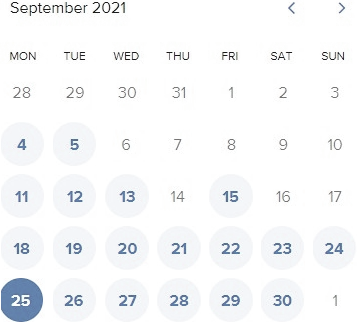 September 2021 < >
MON TUE WED THU FRI SAT SUN
28 29 30 31 1 2 3
4 5 6 7 8 9 10
11 12 13 14 15 16 17
18 19 20 21 22 23 24
25 26 27 28 29 30 1